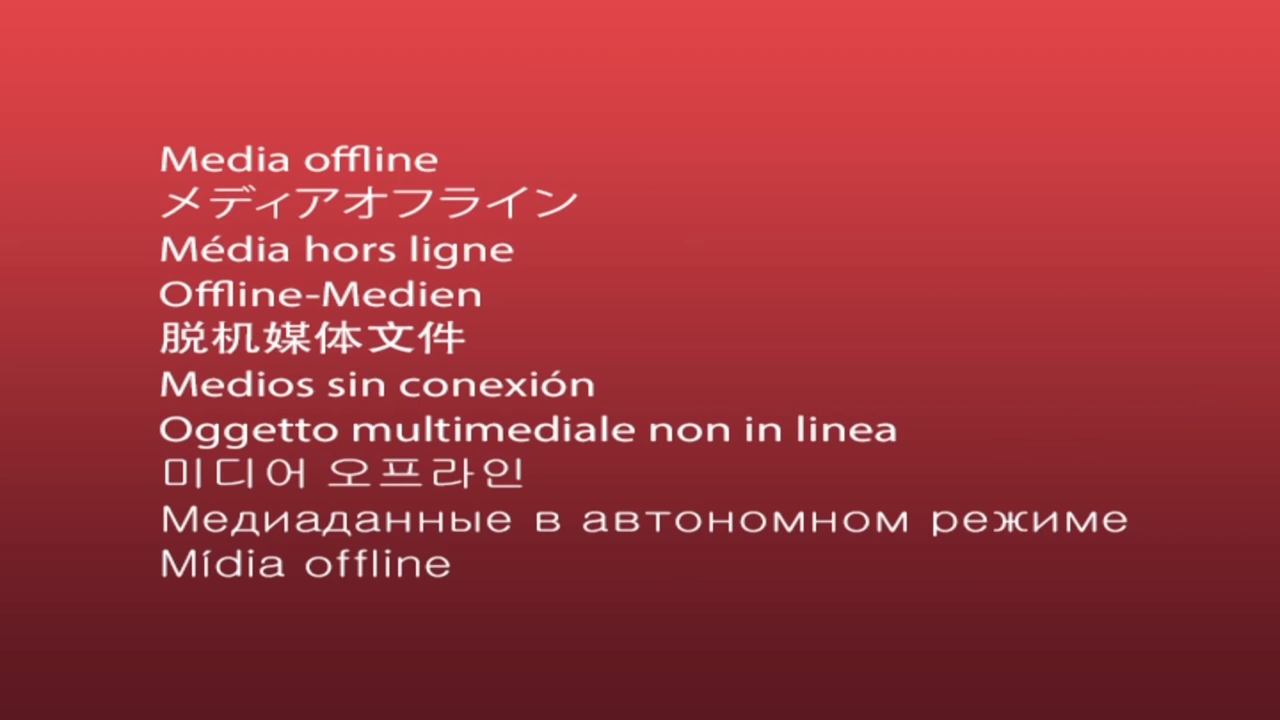 Media offline
メディアオフライン
Média hors ligne
Offline-Medien
脱机媒体文件
Medios sin conexión
Oggetto multimediale non in linea
미디어 오프라인
Медиаданные в автономном режиме
Mídia offline